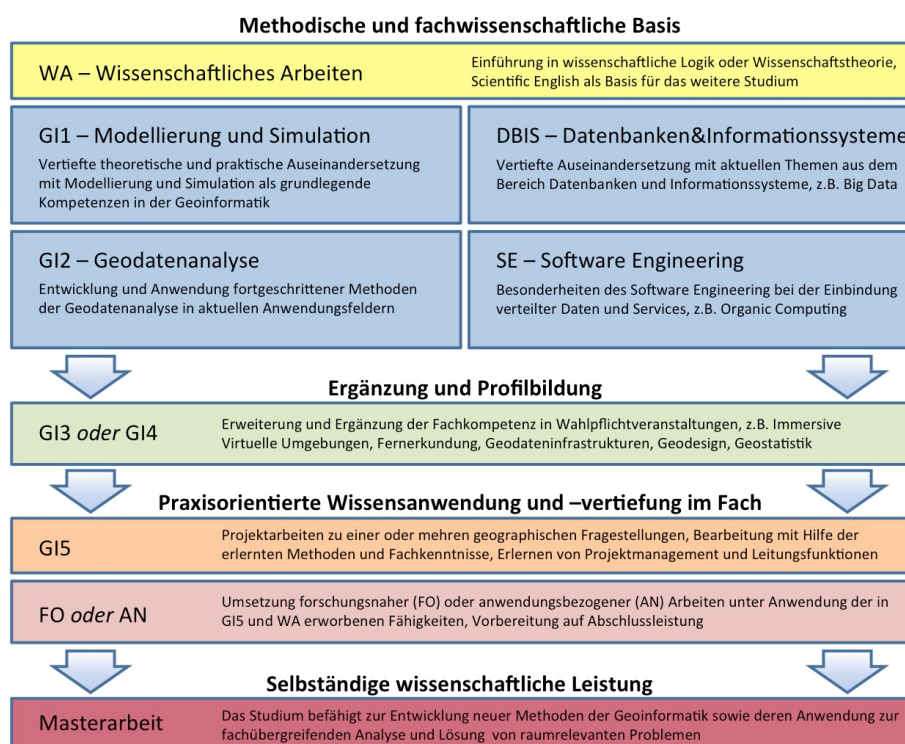 Methodische und fachwissenschaftliche Basis
WA – Wissenschaftliches Arbeiten
Einführung in wissenschaftliche Logik oder Wissenschaftstheorie,
Scientific English als Basis für das weitere Studium
GI1 – Modellierung und Simulation
Vertiefte theoretische und praktische Auseinandersetzung
mit Modellierung und Simulation als grundlegende
Kompetenzen in der Geoinformatik
DBIS – Datenbanken&Informationssysteme
Vertiefte Auseinandersetzung mit aktuellen Themen aus dem
Bereich Datenbanken und Informationssysteme, z.B. Big Data
GI2 – Geodatenanalyse
Entwicklung und Anwendung fortgeschrittener Methoden
der Geodatenanalyse in aktuellen Anwendungsfeldern
SE – Software Engineering
Besonderheiten des Software Engineering bei der Einbindung
verteilter Daten und Services, z.B. Organic Computing
Ergänzung und Profilbildung
GI3 oder GI4
Erweiterung und Ergänzung der Fachkompetenz in Wahlpflichtveranstaltungen, z.B. Immersive
Virtuelle Umgebungen, Fernerkundung, Geodateninfrastrukturen, Geodesign, Geostatistik
Praxisorientierte Wissensanwendung und –vertiefung im Fach
GI5
Projektarbeiten zu einer oder mehren geographischen Fragestellungen, Bearbeitung mit Hilfe der
erlernten Methoden und Fachkenntnisse, Erlernen von Projektmanagement und Leitungsfunktionen
FO oder AN
Umsetzung forschungsnaher (FO) oder anwendungsbezogener (AN) Arbeiten unter Anwendung der in
GI5 und WA erworbenen Fähigkeiten, Vorbereitung auf Abschlussleistung
Selbständige wissenschaftliche Leistung
Masterarbeit
Das Studium befähigt zur Entwicklung neuer Methoden der Geoinformatik sowie deren Anwendung zur
fachübergreifenden Analyse und Lösung von raumrelevanten Problemen